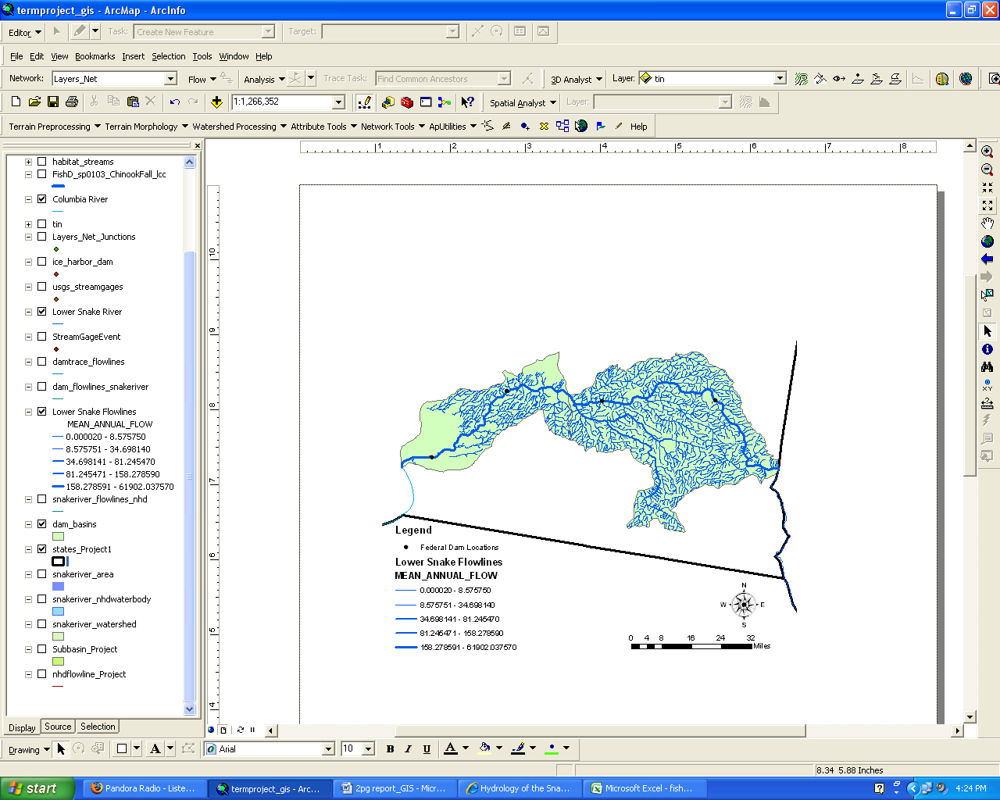 termproject_gis - ArcMap - ArcInfo
Editor Task: Create New Feature Target:
File Edit View Bookmarks Insert Selection Tools Window Help
Network: Layers_Net Flow Analysis Trace Task: Find Common Ancestors 3D Analyst Layer: tin
1:1,266,352 Spatial Analyst Layer:
Terrain Preprocessing Terrain Morphology Watershed Processing Attribute Tools Network Tools ApUtilities Help
habitat_streams
FishD_sp0103_ChinookFall_lcc
Columbia River
tin
Layers_Net_Junctions
ice_harbor_dam
usgs_streamgages
Lower Snake River
StreamGageEvent
damtrace_flowlines
dam_flowlines_snakeriver
Lower Snake Flowlines
MEAN_ANNUAL_FLOW
0.000020 - 8.575750
8.575751 - 34.698140
34.698141 - 81.245470
81.245471 - 158.278590
158.278591 - 61902.037570
snakeriver_flowlines_nhd
dam_basins
states_Project1
snakeriver_area
snakeriver_nhdwaterbody
snakeriver_watershed
Subbasin_Project
nhdflowline_Project
Display Source Selection
1 2 3 4 5 6 7 8
10
9
8
7
6
5
4
Legend
Federal Dam Locations
Lower Snake Flowlines
MEAN_ANNUAL_FLOW
0.000020 - 8.575750
8.575751 - 34.698140
34.698141 - 81.245470
81.245471 - 158.278590
158.278591 - 61902.037570
N
W E
S
0 4 8 16 24 32
Miles
XY
Drawing A Arial 10 B I U A
8.34 5.88 Inches
start Pandora Radio - Liste... termproject_gis - Arc... 2pg report_GIS - Micr... Hydrology of the Sna... Microsoft Excel - fish... 4:24 PM